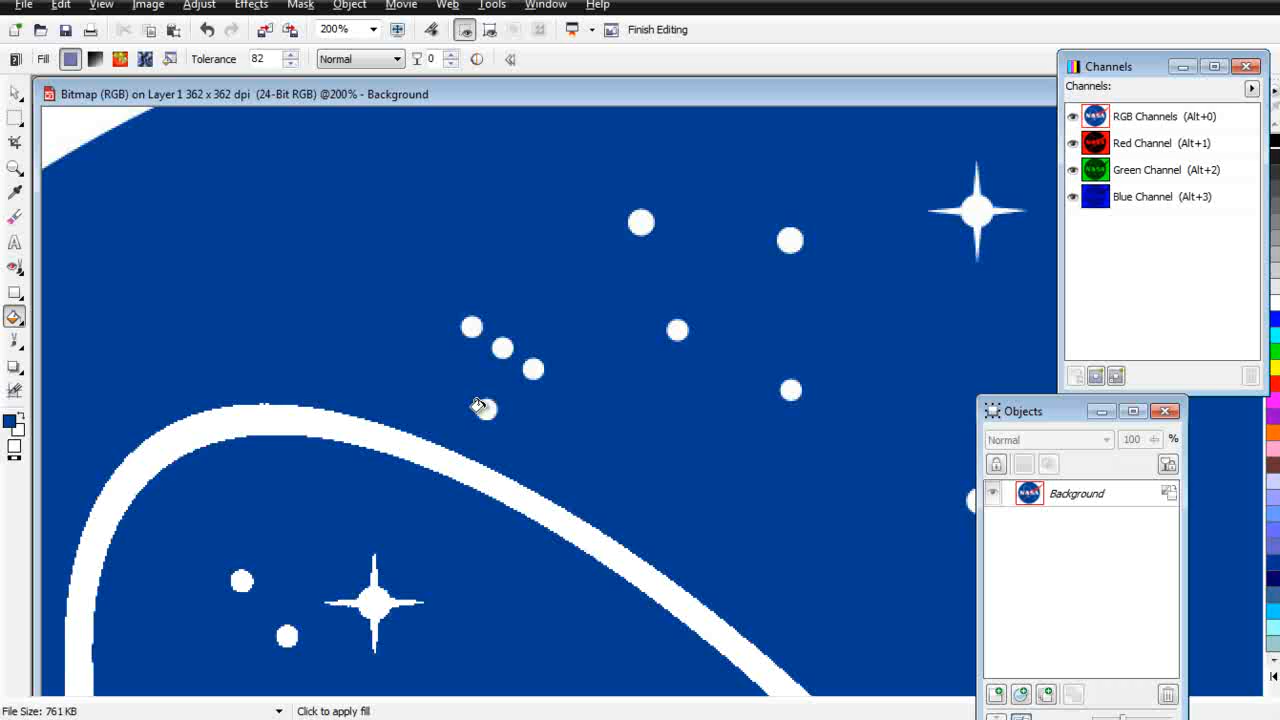 File Edit View Image Adjust Effects Mask Object Movie Web Tools Window Help
200% Finish Editing
Fill Tolerance 82 Normal 0
Bitmap (RGB) on Layer 1 362 x 362 dpi (24-Bit RGB) @200% - Background
Channels
Channels:
RGB Channels (Alt+0)
Red Channel (Alt+1)
Green Channel (Alt+2)
Blue Channel (Alt+3)
Objects
Normal 100 %
Background
File Size: 761 KB Click to apply fill